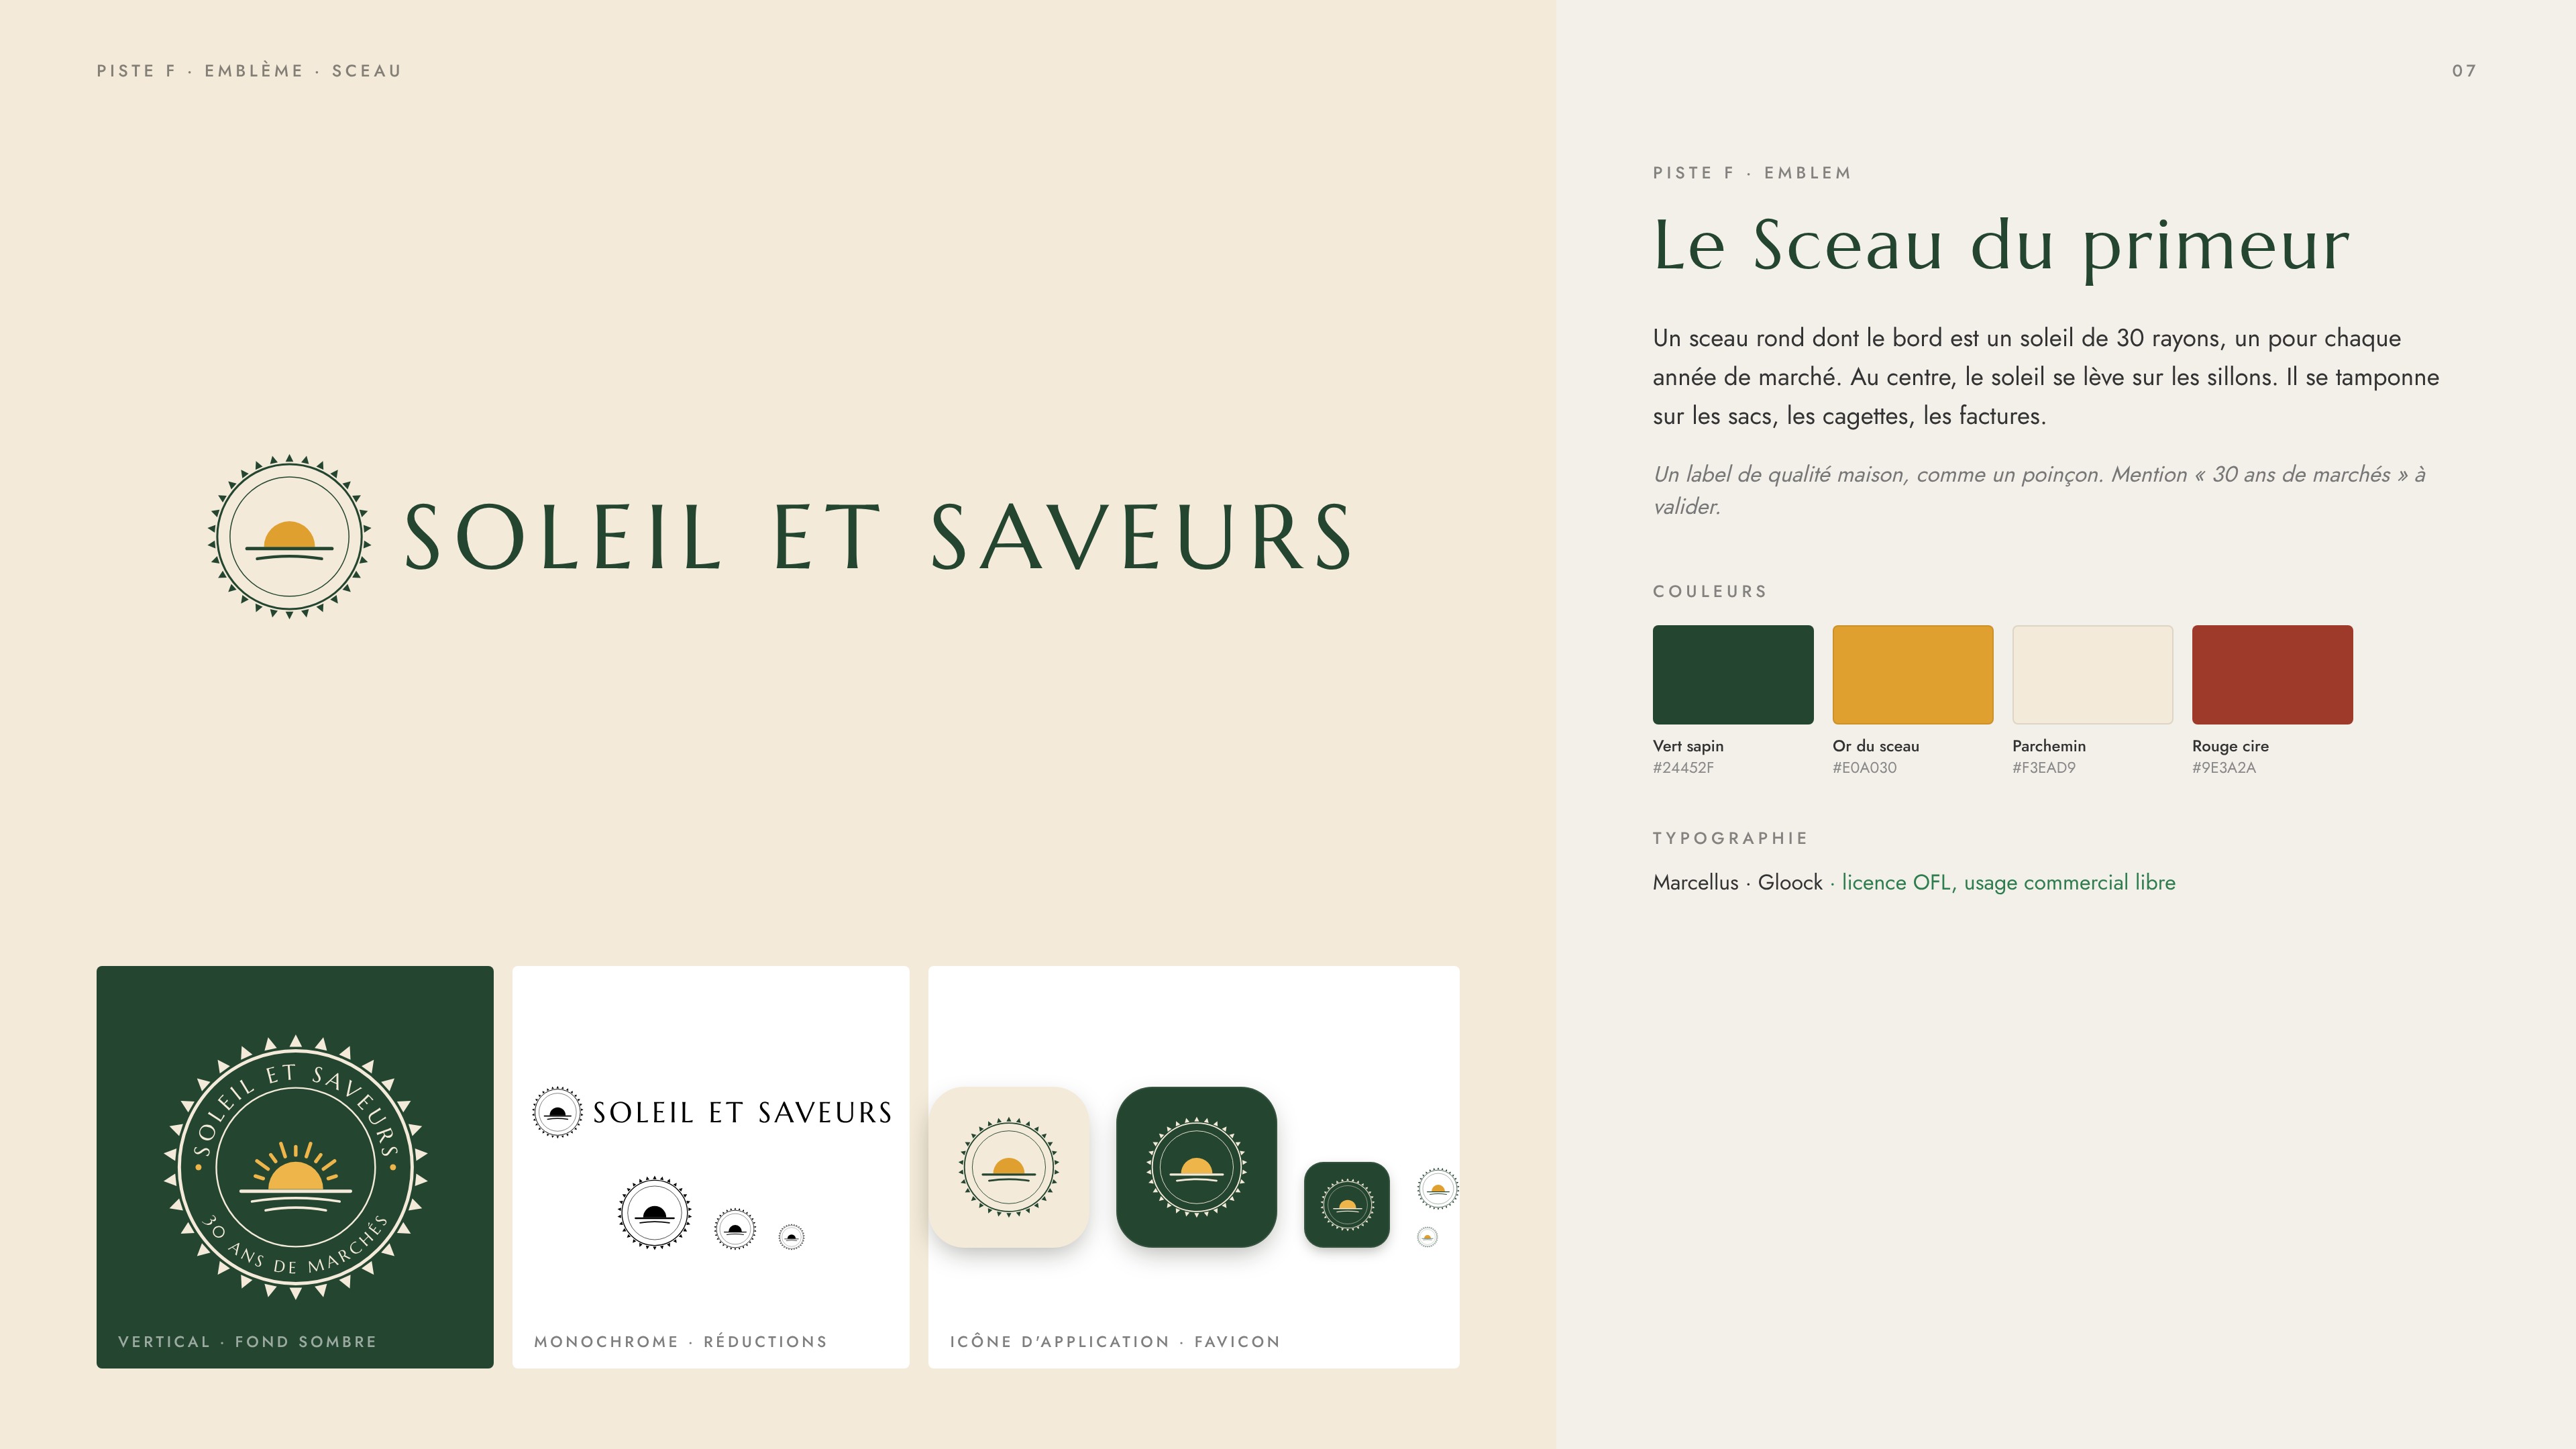 PISTE F · EMBLÈME · SCEAU
07
SOLEIL ET SAVEURS
SOLEIL ET SAVEURS
30 ANS DE MARCHÉS
VERTICAL · FOND SOMBRE
SOLEIL ET SAVEURS
MONOCHROME · RÉDUCTIONS
ICÔNE D'APPLICATION · FAVICON
PISTE F · EMBLEM
Le Sceau du primeur
Un sceau rond dont le bord est un soleil de 30 rayons, un pour chaque
année de marché. Au centre, le soleil se lève sur les sillons. Il se tamponne
sur les sacs, les cagettes, les factures.
Un label de qualité maison, comme un poinçon. Mention « 30 ans de marchés » à
valider.
COULEURS
Vert sapin
#24452F
Or du sceau
#E0A030
Parchemin
#F3EAD9
Rouge cire
#9E3A2A
TYPOGRAPHIE
Marcellus · Gloock · licence OFL, usage commercial libre